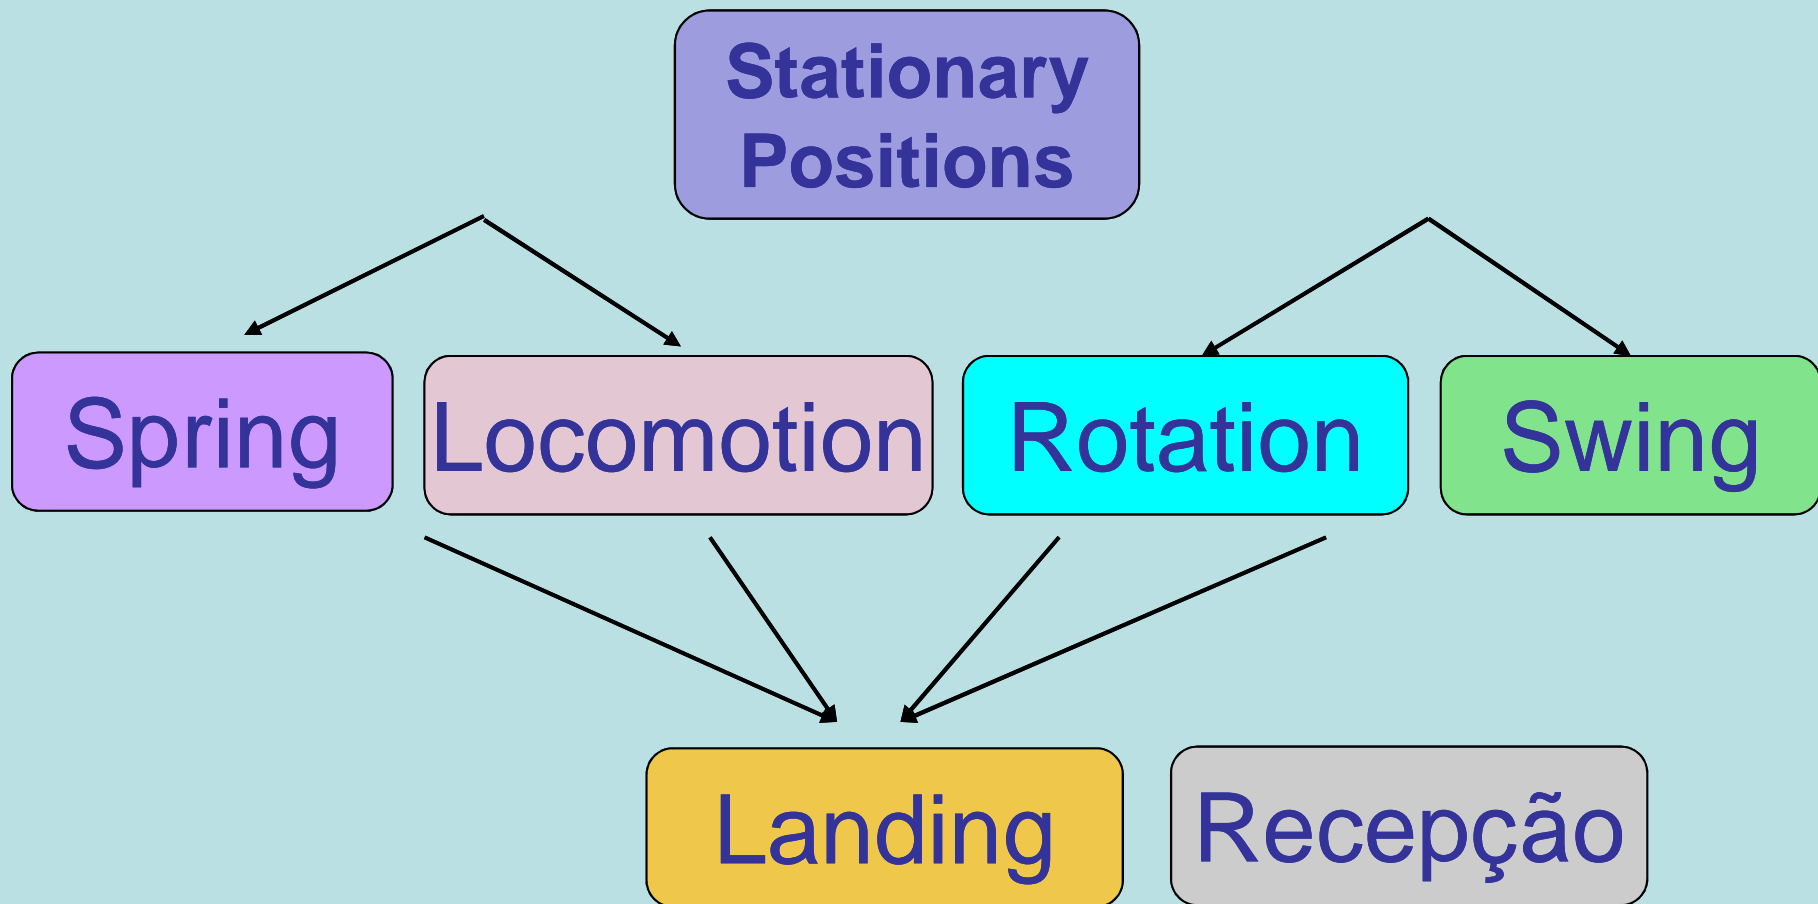 Stationary
Positions
Spring
Locomotion
Rotation
Swing
Landing
Recepção